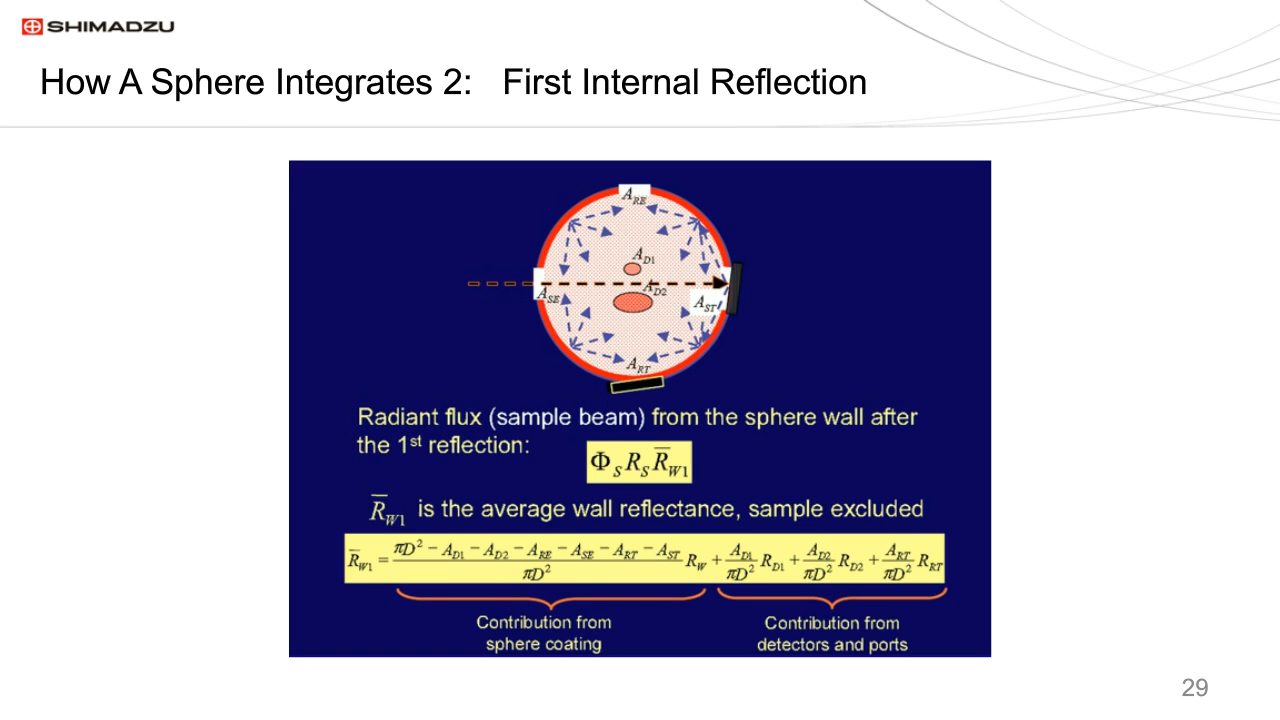 SHIMADZU
How A Sphere Integrates 2: First Internal Reflection
A_RE
A_D1
A_D2
A_SE
A_ST
A_RT
Radiant flux (sample beam) from the sphere wall after
the 1st reflection:
Φ_S R_S R̅_W1
R̅_W1 is the average wall reflectance, sample excluded
R̅_W1 = (πD² − A_D1 − A_D2 − A_RE − A_SE − A_RT − A_ST)/(πD²) R_W + A_D1/(πD²) R_D1 + A_D2/(πD²) R_D2 + A_RT/(πD²) R_RT
Contribution from
sphere coating
Contribution from
detectors and ports
29